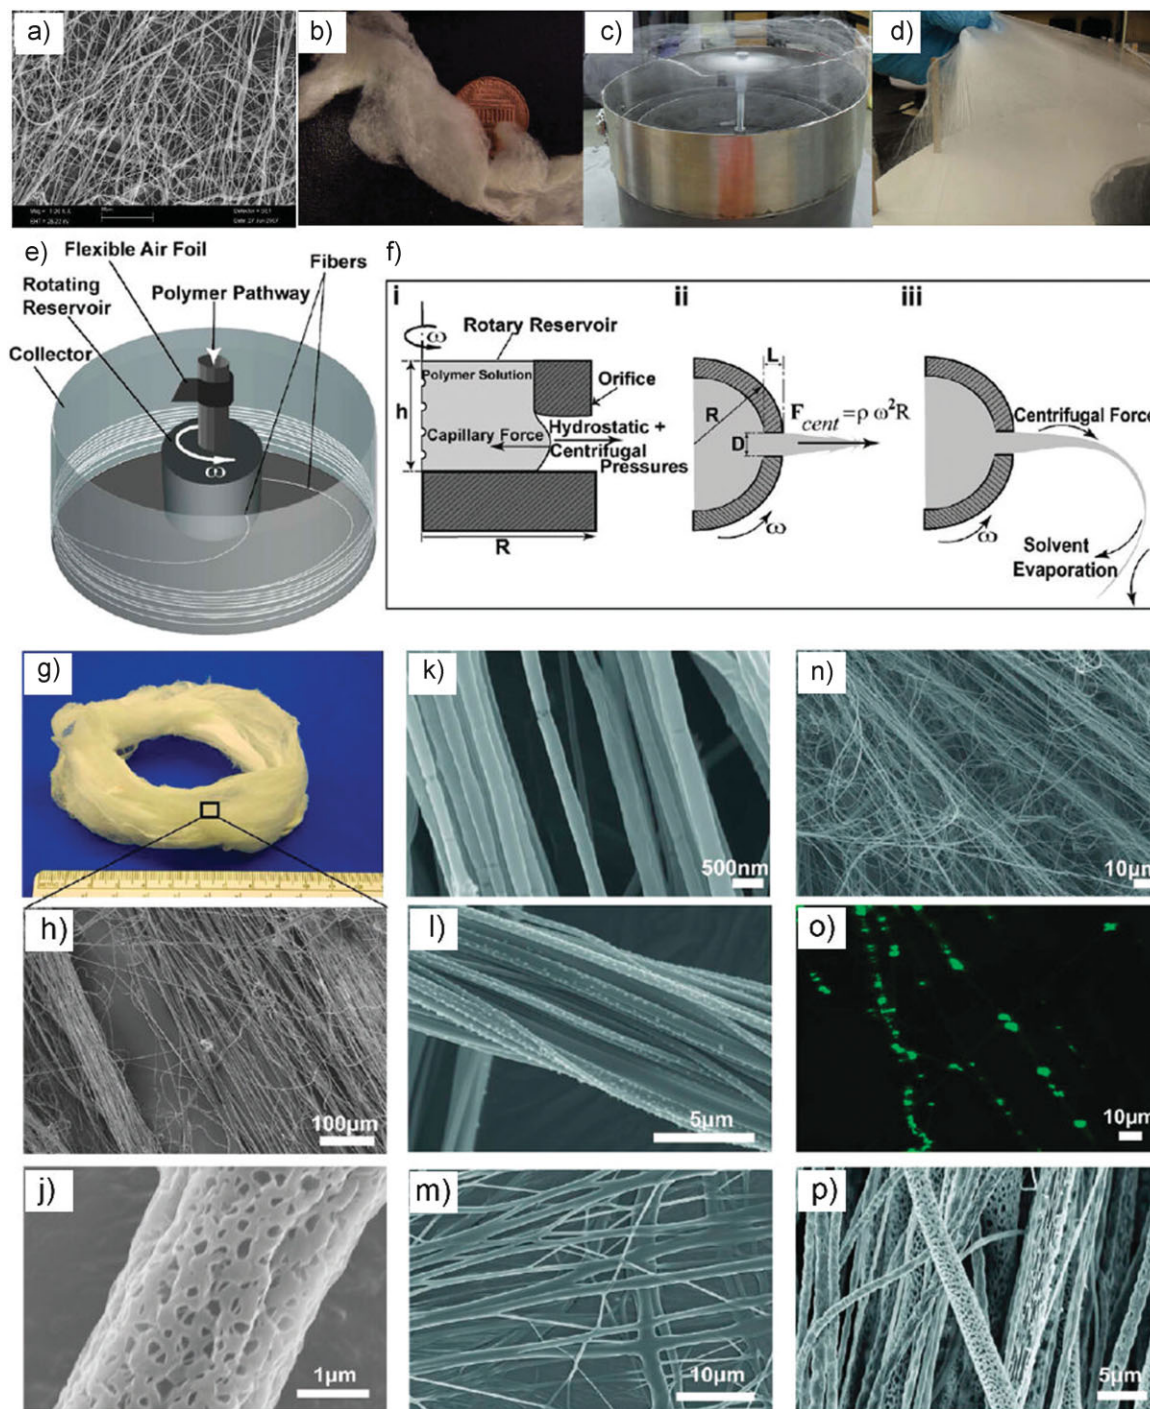 a)
b)
c)
d)
e)
Flexible Air Foil
Rotating
Reservoir
Polymer Pathway
Fibers
Collector
ω
f)
i
ω
Rotary Reservoir
Polymer Solution
Orifice
h
Capillary Force
Hydrostatic +
Centrifugal
Pressures
R
ii
L
R
D
F cent =ρ ω²R
ω
iii
Centrifugal Force
ω
Solvent
Evaporation
g)
h)
100μm
j)
1μm
k)
500nm
l)
5μm
m)
10μm
n)
10μm
o)
10μm
p)
5μm